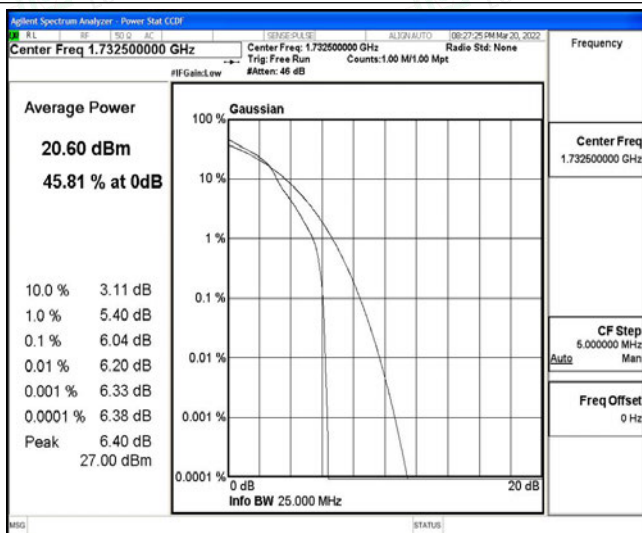 Agilent Spectrum Analyzer - Power Stat CCDF
RL RF 50 Ω AC SENSE:PULSE ALIGN AUTO 08:27:25 PM Mar 20, 2022
Center Freq 1.732500000 GHz
Center Freq: 1.732500000 GHz Radio Std: None
Trig: Free Run Counts:1.00 M/1.00 Mpt
#IFGain:Low #Atten: 46 dB
Frequency
Average Power
20.60 dBm
45.81 % at 0dB
10.0 % 3.11 dB
1.0 % 5.40 dB
0.1 % 6.04 dB
0.01 % 6.20 dB
0.001 % 6.33 dB
0.0001 % 6.38 dB
Peak 6.40 dB
27.00 dBm
Gaussian
100 %
10 %
1 %
0.1 %
0.01 %
0.001 %
0.0001 %
0 dB 20 dB
Info BW 25.000 MHz
Center Freq
1.732500000 GHz
CF Step
5.000000 MHz
Auto Man
Freq Offset
0 Hz
MSG STATUS